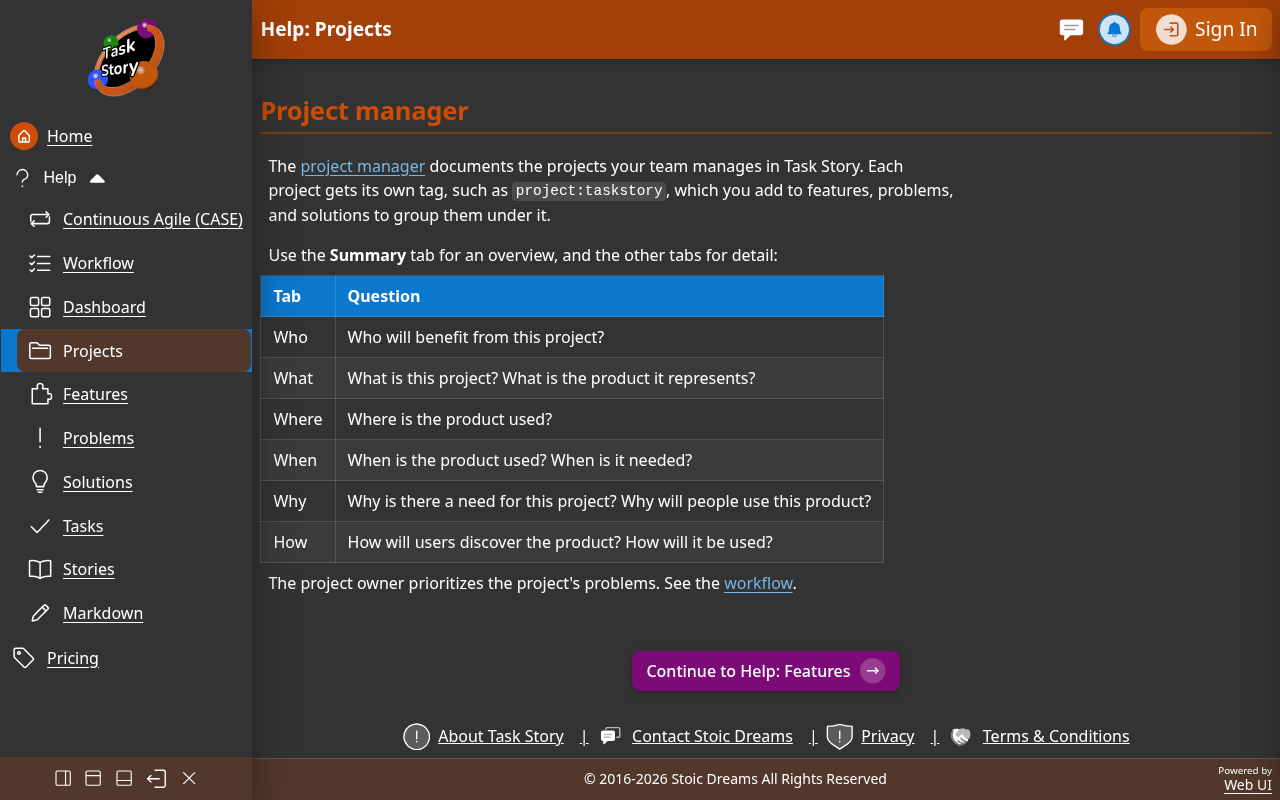 Task
Story
Home
Help
Continuous Agile (CASE)
Workflow
Dashboard
Projects
Features
Problems
Solutions
Tasks
Stories
Markdown
Pricing
Help: Projects
Sign In
Project manager
The project manager documents the projects your team manages in Task Story. Each
project gets its own tag, such as project:taskstory, which you add to features, problems,
and solutions to group them under it.
Use the Summary tab for an overview, and the other tabs for detail:
Tab Question
Who Who will benefit from this project?
What What is this project? What is the product it represents?
Where Where is the product used?
When When is the product used? When is it needed?
Why Why is there a need for this project? Why will people use this product?
How How will users discover the product? How will it be used?
The project owner prioritizes the project's problems. See the workflow.
Continue to Help: Features →
About Task Story | Contact Stoic Dreams | Privacy | Terms & Conditions
© 2016-2026 Stoic Dreams All Rights Reserved
Powered by
Web UI